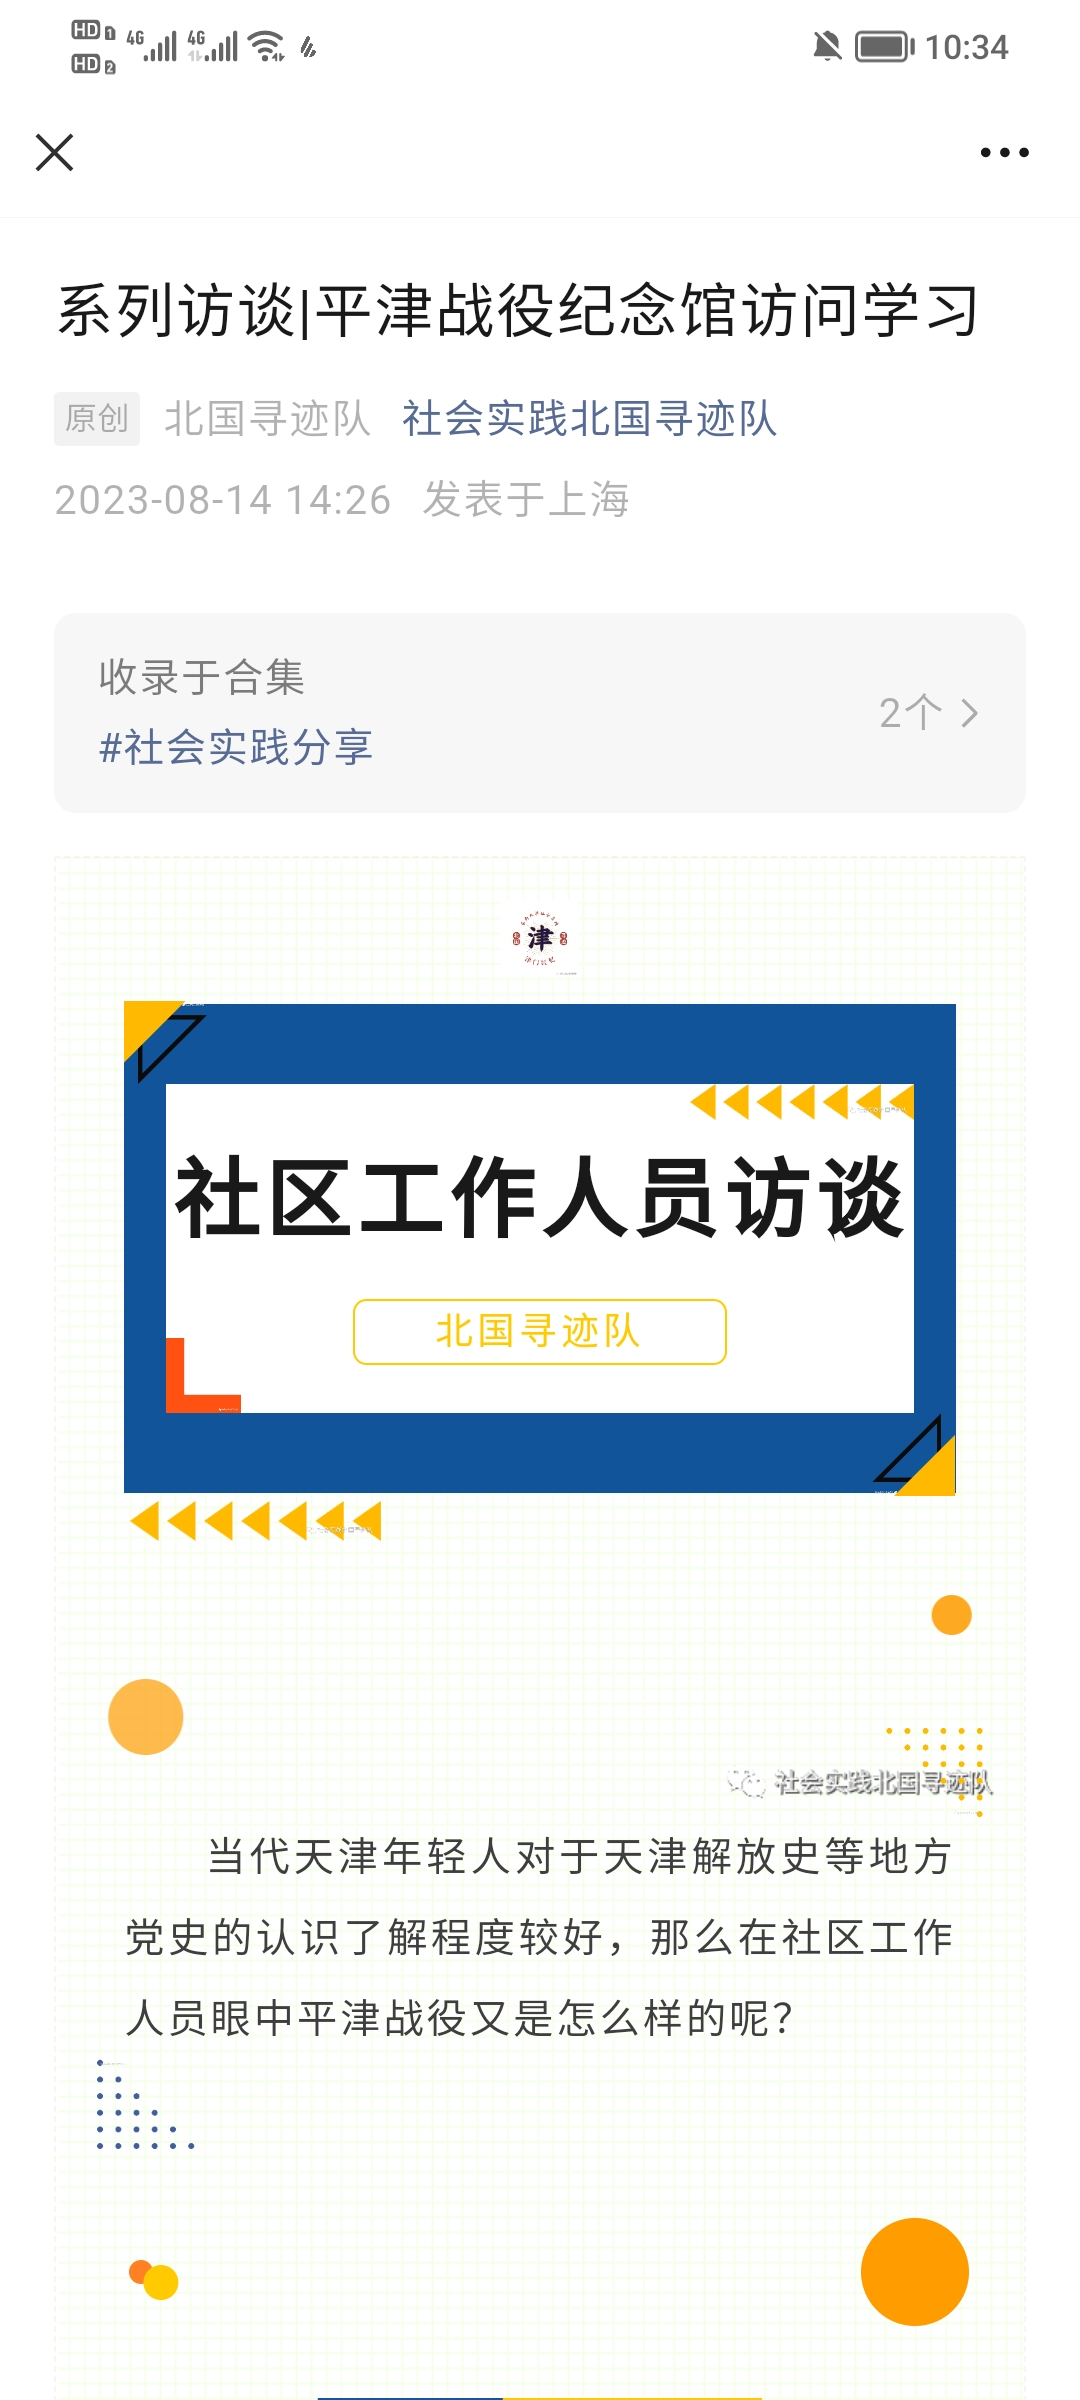 HD 1 4G 4G 10:34
HD 2
系列访谈|平津战役纪念馆访问学习
原创 北国寻迹队 社会实践北国寻迹队
2023-08-14 14:26 发表于上海
收录于合集
#社会实践分享
2个
津
社区工作人员访谈
北国寻迹队
社会实践北国寻迹队
当代天津年轻人对于天津解放史等地方
党史的认识了解程度较好，那么在社区工作
人员眼中平津战役又是怎么样的呢？